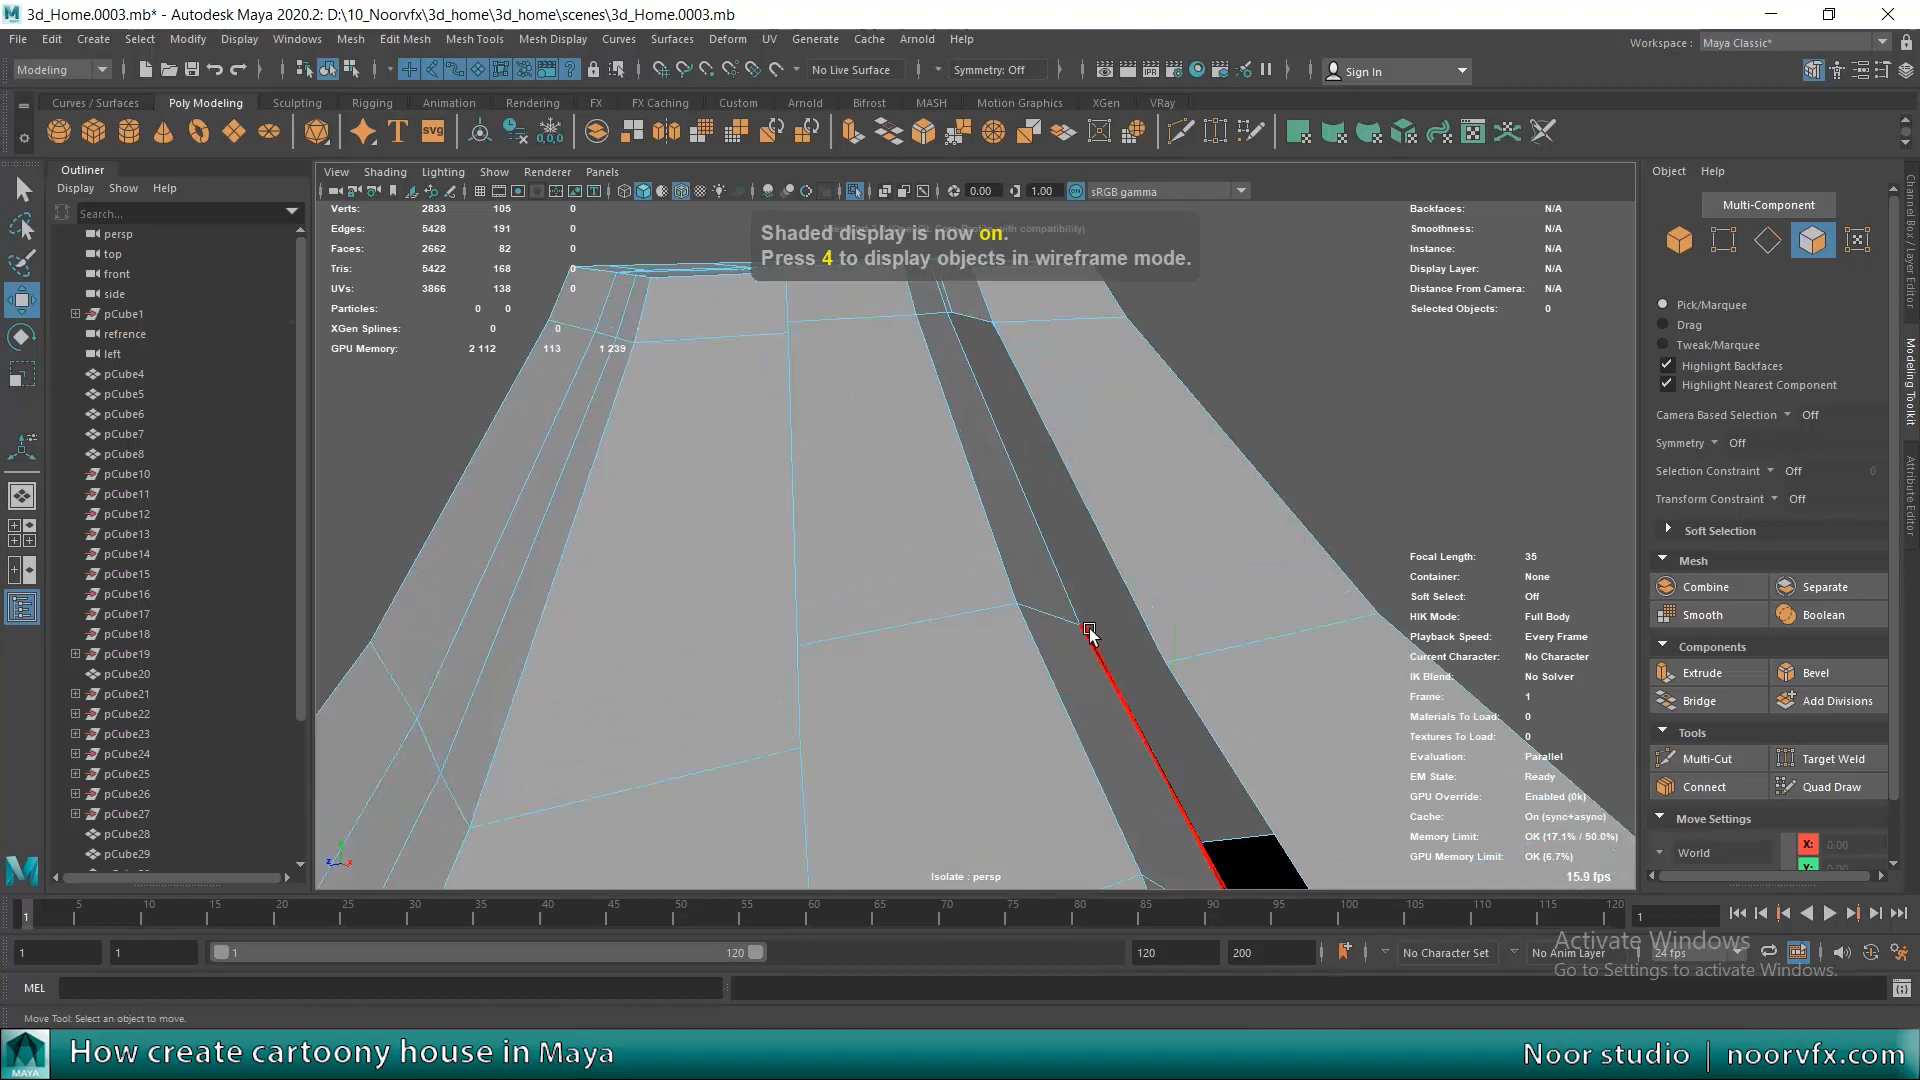 3d_Home.0003.mb* - Autodesk Maya 2020.2: D:\10_Noorvfx\3d_home\3d_home\scenes\3d_Home.0003.mb
File Edit Create Select Modify Display Windows Mesh Edit Mesh Mesh Tools Mesh Display Curves Surfaces Deform UV Generate Cache Arnold Help
Workspace : Maya Classic*
Modeling No Live Surface Symmetry: Off Sign In
Curves / Surfaces Poly Modeling Sculpting Rigging Animation Rendering FX FX Caching Custom Arnold Bifrost MASH Motion Graphics XGen VRay
Outliner
Display Show Help
Search...
persp
top
front
side
pCube1
refrence
left
pCube4
pCube5
pCube6
pCube7
pCube8
pCube10
pCube11
pCube12
pCube13
pCube14
pCube15
pCube16
pCube17
pCube18
pCube19
pCube20
pCube21
pCube22
pCube23
pCube24
pCube25
pCube26
pCube27
pCube28
pCube29
View Shading Lighting Show Renderer Panels
0.00 1.00 ON sRGB gamma
Verts: 2833 105 0
Edges: 5428 191 0
Faces: 2662 82 0
Tris: 5422 168 0
UVs: 3866 138 0
Particles: 0 0
XGen Splines: 0 0
GPU Memory: 2 112 113 1 239
Shaded display is now on.
Press 4 to display objects in wireframe mode.
Backfaces: N/A
Smoothness: N/A
Instance: N/A
Display Layer: N/A
Distance From Camera: N/A
Selected Objects: 0
Focal Length: 35
Container: None
Soft Select: Off
HIK Mode: Full Body
Playback Speed: Every Frame
Current Character: No Character
IK Blend: No Solver
Frame: 1
Materials To Load: 0
Textures To Load: 0
Evaluation: Parallel
EM State: Ready
GPU Override: Enabled (0k)
Cache: On (sync+async)
Memory Limit: OK (17.1% / 50.0%)
GPU Memory Limit: OK (6.7%)
Isolate : persp
15.9 fps
Object Help
Multi-Component
Pick/Marquee
Drag
Tweak/Marquee
Highlight Backfaces
Highlight Nearest Component
Camera Based Selection Off
Symmetry Off
Selection Constraint Off 0
Transform Constraint Off
Soft Selection
Mesh
Combine Separate
Smooth Boolean
Components
Extrude Bevel
Bridge Add Divisions
Tools
Multi-Cut Target Weld
Connect Quad Draw
Move Settings
World X: 0.00
Channel Box / Layer Editor
Modeling Toolkit
Attribute Editor
1 5 10 15 20 25 30 35 40 45 50 55 60 65 70 75 80 85 90 95 100 105 110 115 120 1
1 1 1 120 120 200 No Character Set No Anim Layer 24 fps
Activate Windows
Go to Settings to activate Windows.
MEL
Move Tool: Select an object to move.
MAYA
How create cartoony house in Maya
Noor studio | noorvfx.com